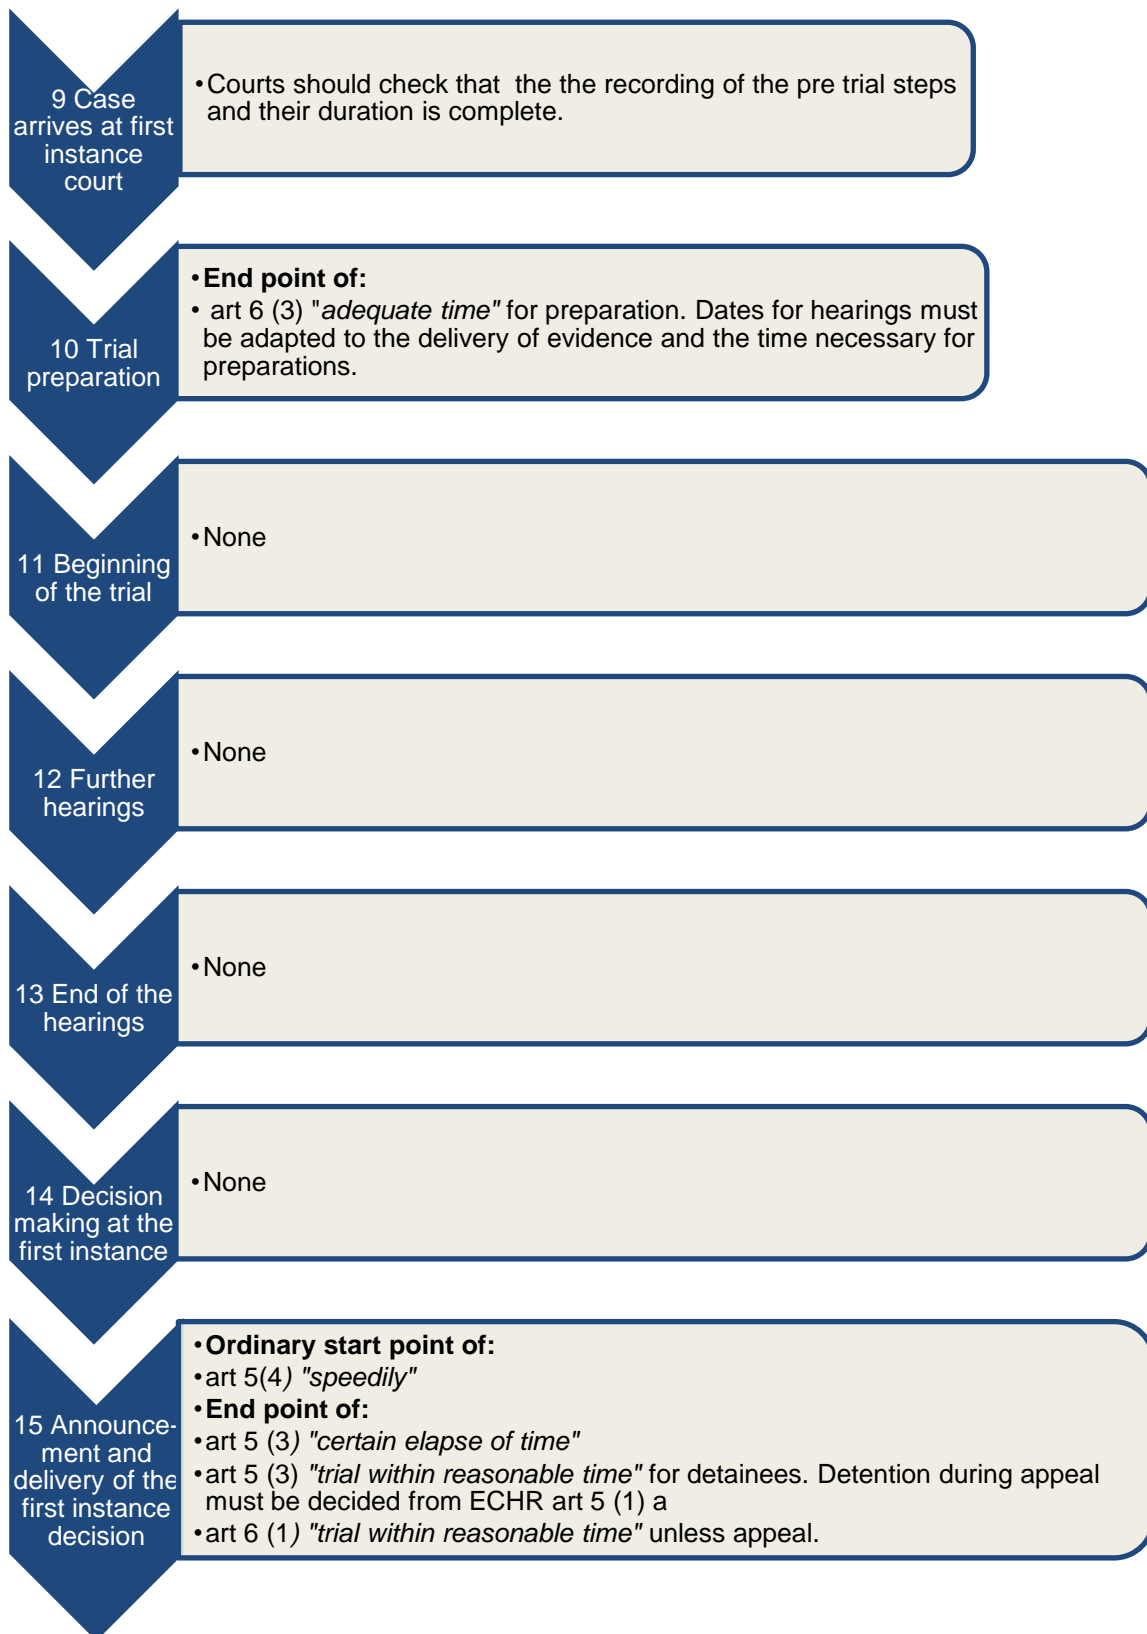 9 Case
arrives at first
instance
court
•Courts should check that  the the recording of the pre trial steps
and their duration is complete.
10 Trial
preparation
•End point of:
• art 6 (3) "adequate time" for preparation. Dates for hearings must
be adapted to the delivery of evidence and the time necessary for
preparations.
11 Beginning
of the trial
•None
12 Further
hearings
•None
13 End of the
hearings
•None
14 Decision
making at the
first instance
•None
15 Announce-
ment and
delivery of the
first instance
decision
•Ordinary start point of:
•art 5(4) "speedily"
•End point of:
•art 5 (3) "certain elapse of time"
•art 5 (3) "trial within reasonable time" for detainees. Detention during appeal
must be decided from ECHR art 5 (1) a
•art 6 (1) "trial within reasonable time" unless appeal.